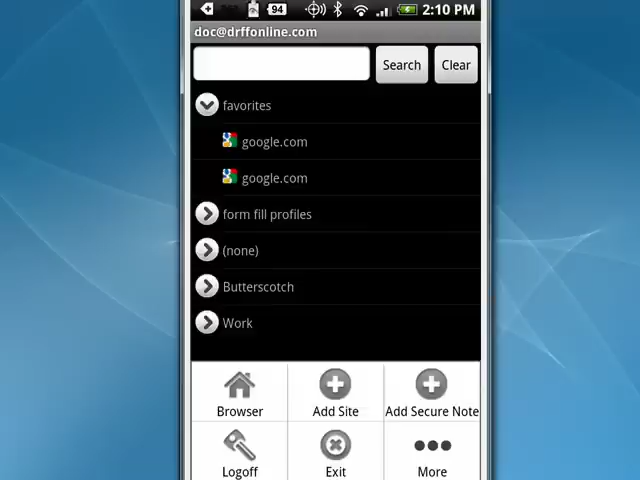 94 2:10 PM
doc@drffonline.com
Search Clear
favorites
google.com
google.com
form fill profiles
(none)
Butterscotch
Work
Browser Add Site Add Secure Note
Logoff Exit More